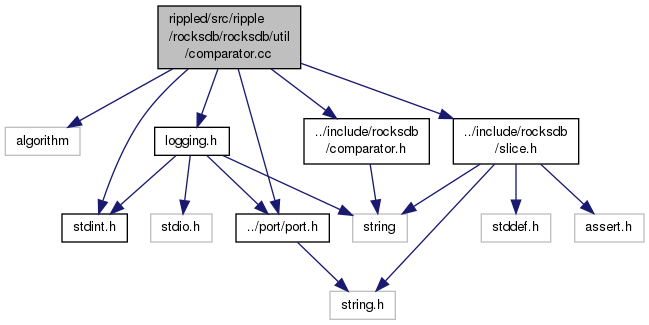 rippled/src/ripple
/rocksdb/rocksdb/util
/comparator.cc
algorithm
logging.h
../include/rocksdb
/comparator.h
../include/rocksdb
/slice.h
stdint.h
stdio.h
../port/port.h
string
stddef.h
assert.h
string.h